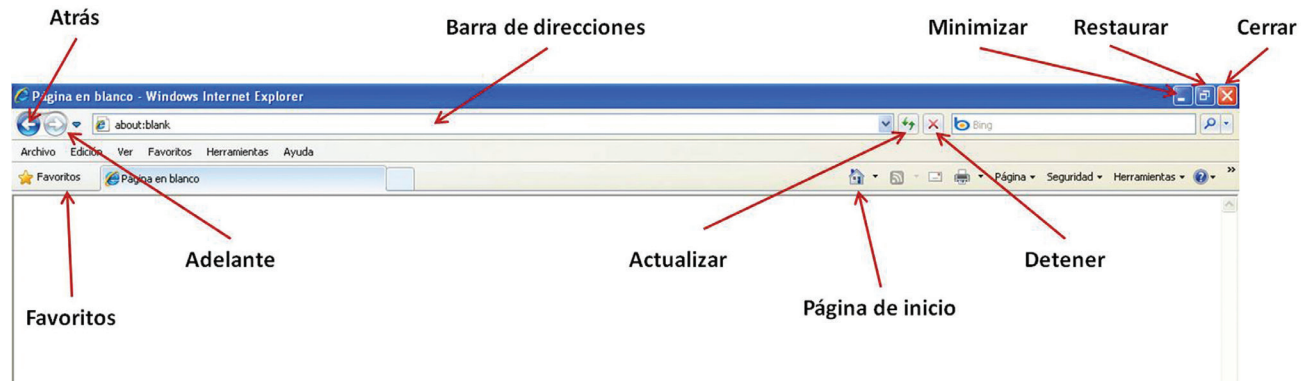 Atrás
Barra de direcciones
Minimizar
Restaurar
Cerrar
Página en blanco - Windows Internet Explorer
about:blank
Bing
Archivo Edición Ver Favoritos Herramientas Ayuda
Favoritos
Página en blanco
Página
Seguridad
Herramientas
»
Adelante
Actualizar
Detener
Página de inicio
Favoritos